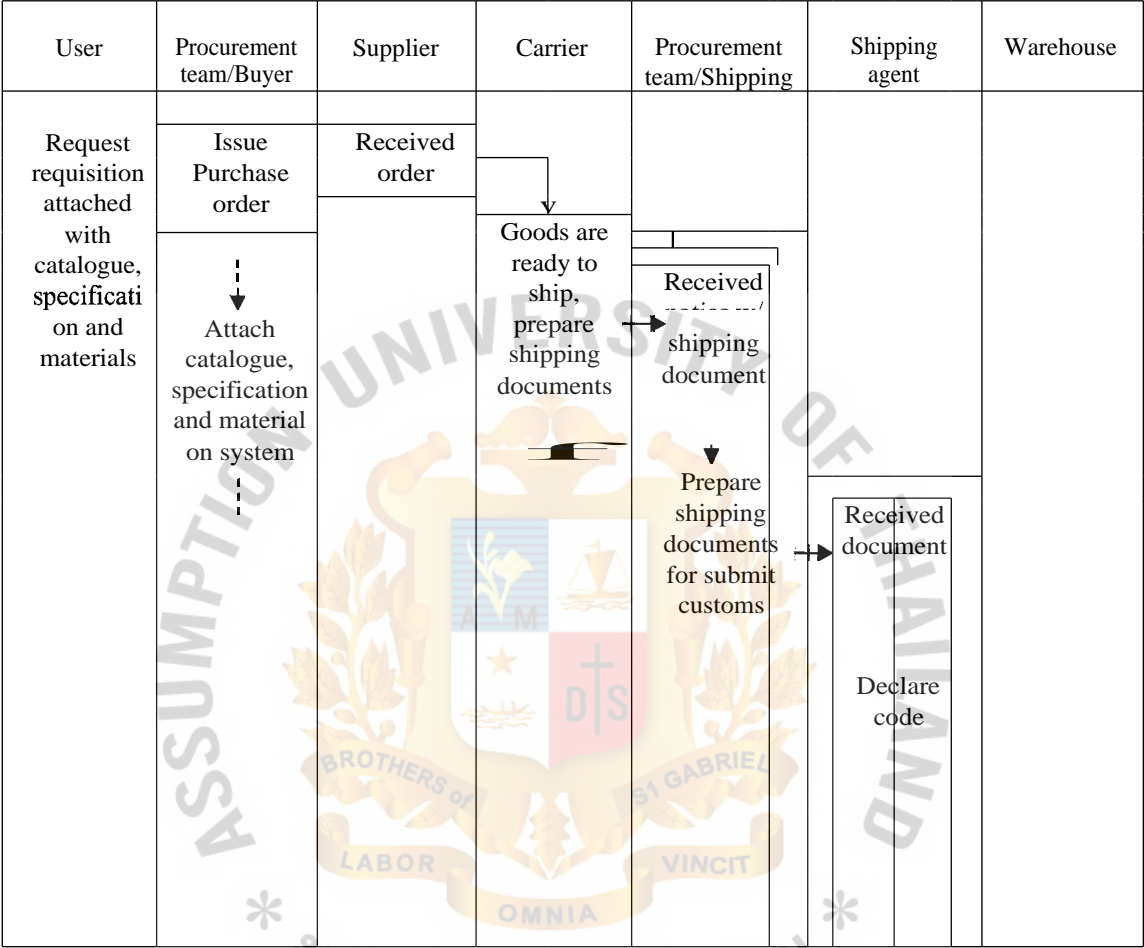 User
Procurement
team/Buyer
Supplier
Carrier
Procurement
team/Shipping
Shipping
agent
Warehouse
Request
requisition
attached
with
catalogue,
specificati
on and
materials
Issue
Purchase
order
Attach
catalogue,
specification
and material
on system
Received
order
Goods are
ready to
ship,
prepare
shipping
documents
Received
shipping
document
Prepare
shipping
documents
for submit
customs
Received
document
Declare
code
ASSUMPTION UNIVERSITY OF THAILAND
A M
D S
BROTHERS of
S1 GABRIEL
LABOR
OMNIA
VINCIT